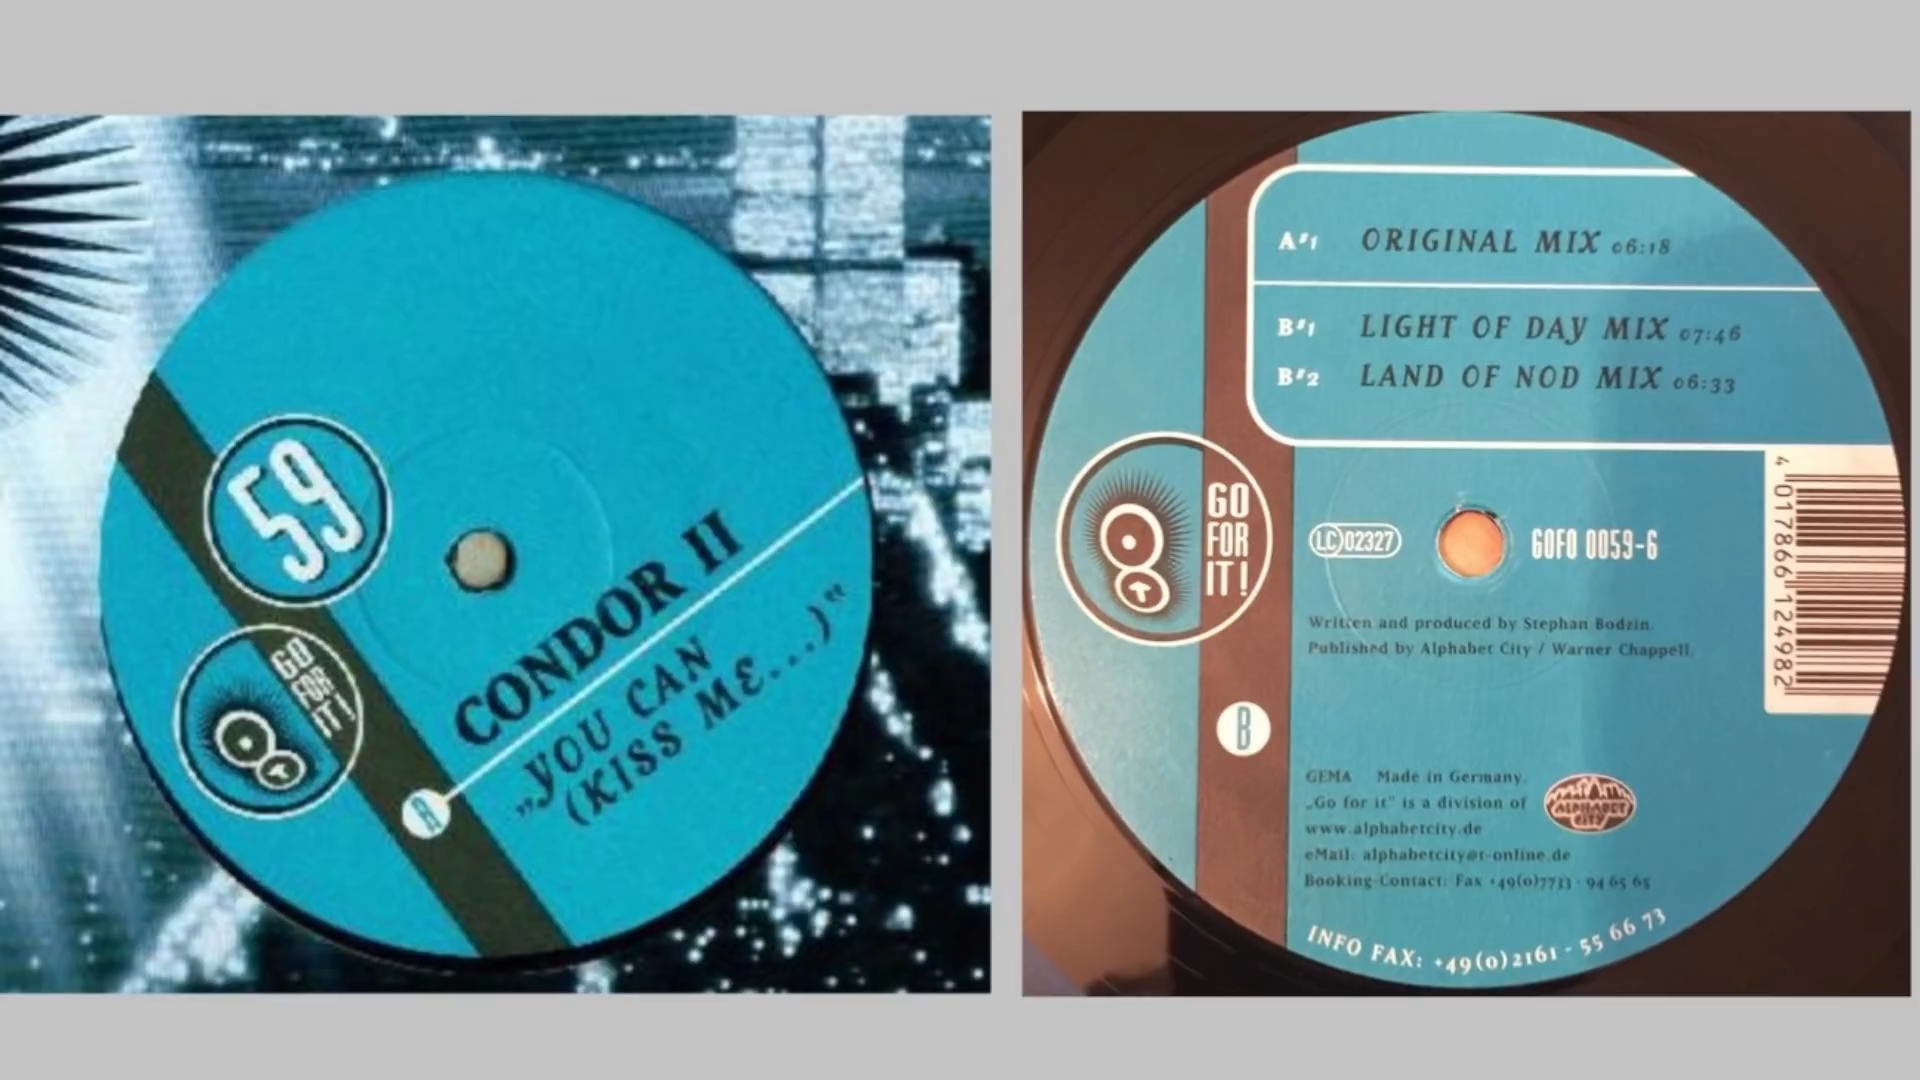 59
GO
FOR
IT!
CONDOR II
„YOU CAN
(KISS ME...)“
A
A#1 ORIGINAL MIX 06:18
B#1 LIGHT OF DAY MIX 07:46
B#2 LAND OF NOD MIX 06:33
GO
FOR
IT!
LC 02327
GOFO 0059-6
4 017866 124982
Written and produced by Stephan Bodzin.
Published by Alphabet City / Warner Chappell.
B
GEMA Made in Germany.
„Go for it“ is a division of
ALPHABET
CITY
www.alphabetcity.de
eMail: alphabetcity@t-online.de
Booking-Contact: Fax +49(0)7733 - 94 65 65
INFO FAX: +49(0)2161 - 55 66 73